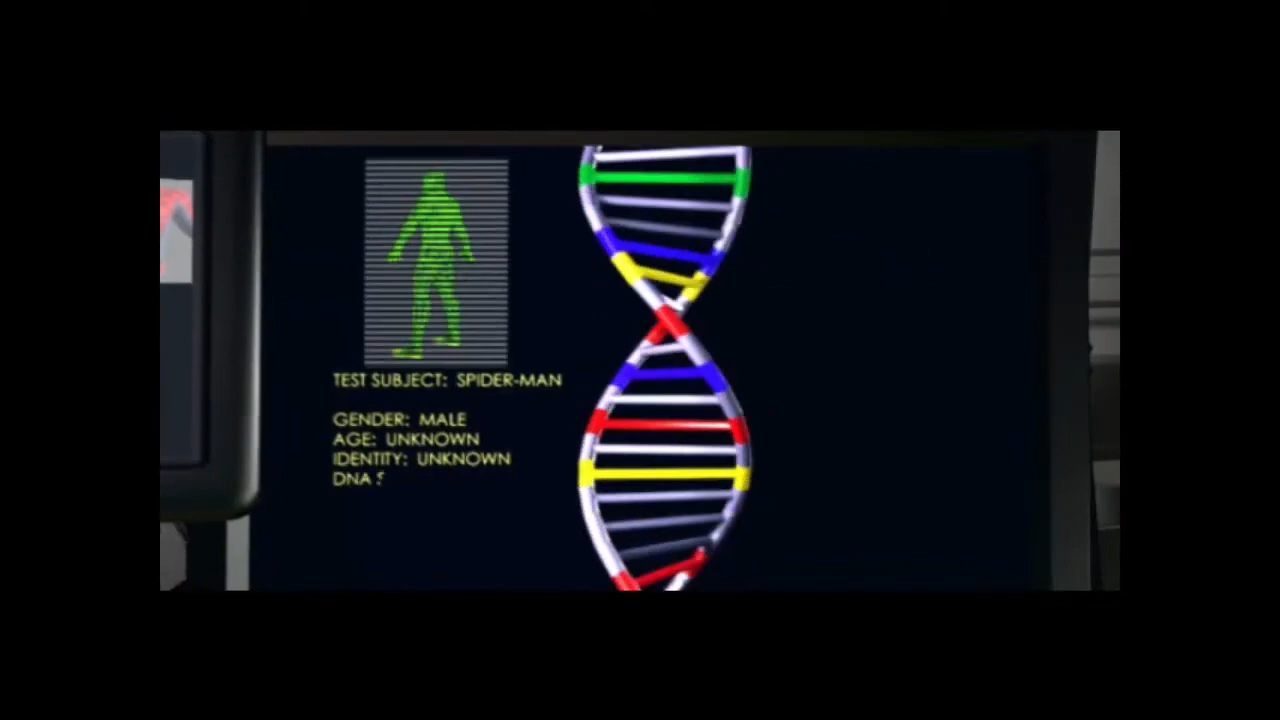 TEST SUBJECT: SPIDER-MAN
GENDER: MALE
AGE: UNKNOWN
IDENTITY: UNKNOWN
DNA